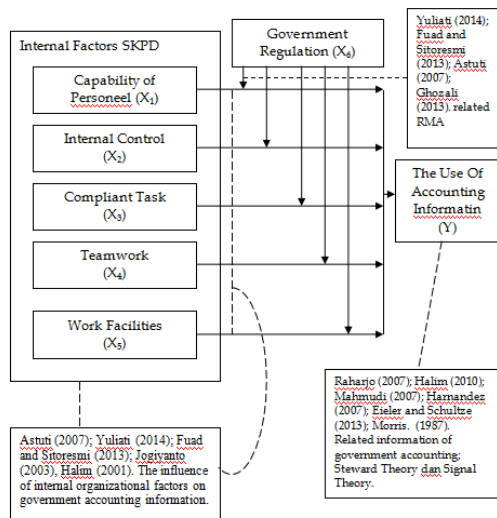 Internal Factors SKPD
Capability of
Personeel (X1)
Internal Control
(X2)
Compliant Task
(X3)
Teamwork
(X4)
Work Facilities
(X5)
Government
Regulation (X6)
Yuliati (2014);
Fuad and
Sitoresmi
(2013); Astuti
(2007);
Ghozali
(2013). related
RMA
The Use Of
Accounting
Informatin
(Y)
Astuti (2007); Yuliati (2014); Fuad
and Sitoresmi (2013); Jogiyanto
(2003), Halim (2001). The influence
of internal organizational factors on
government accounting information.
Raharjo (2007); Halim (2010);
Mahmudi (2007); Harnandez
(2007); Eieler and Schultze
(2013); Morris. (1987).
Related information of
government accounting;
Steward Theory dan Signal
Theory.